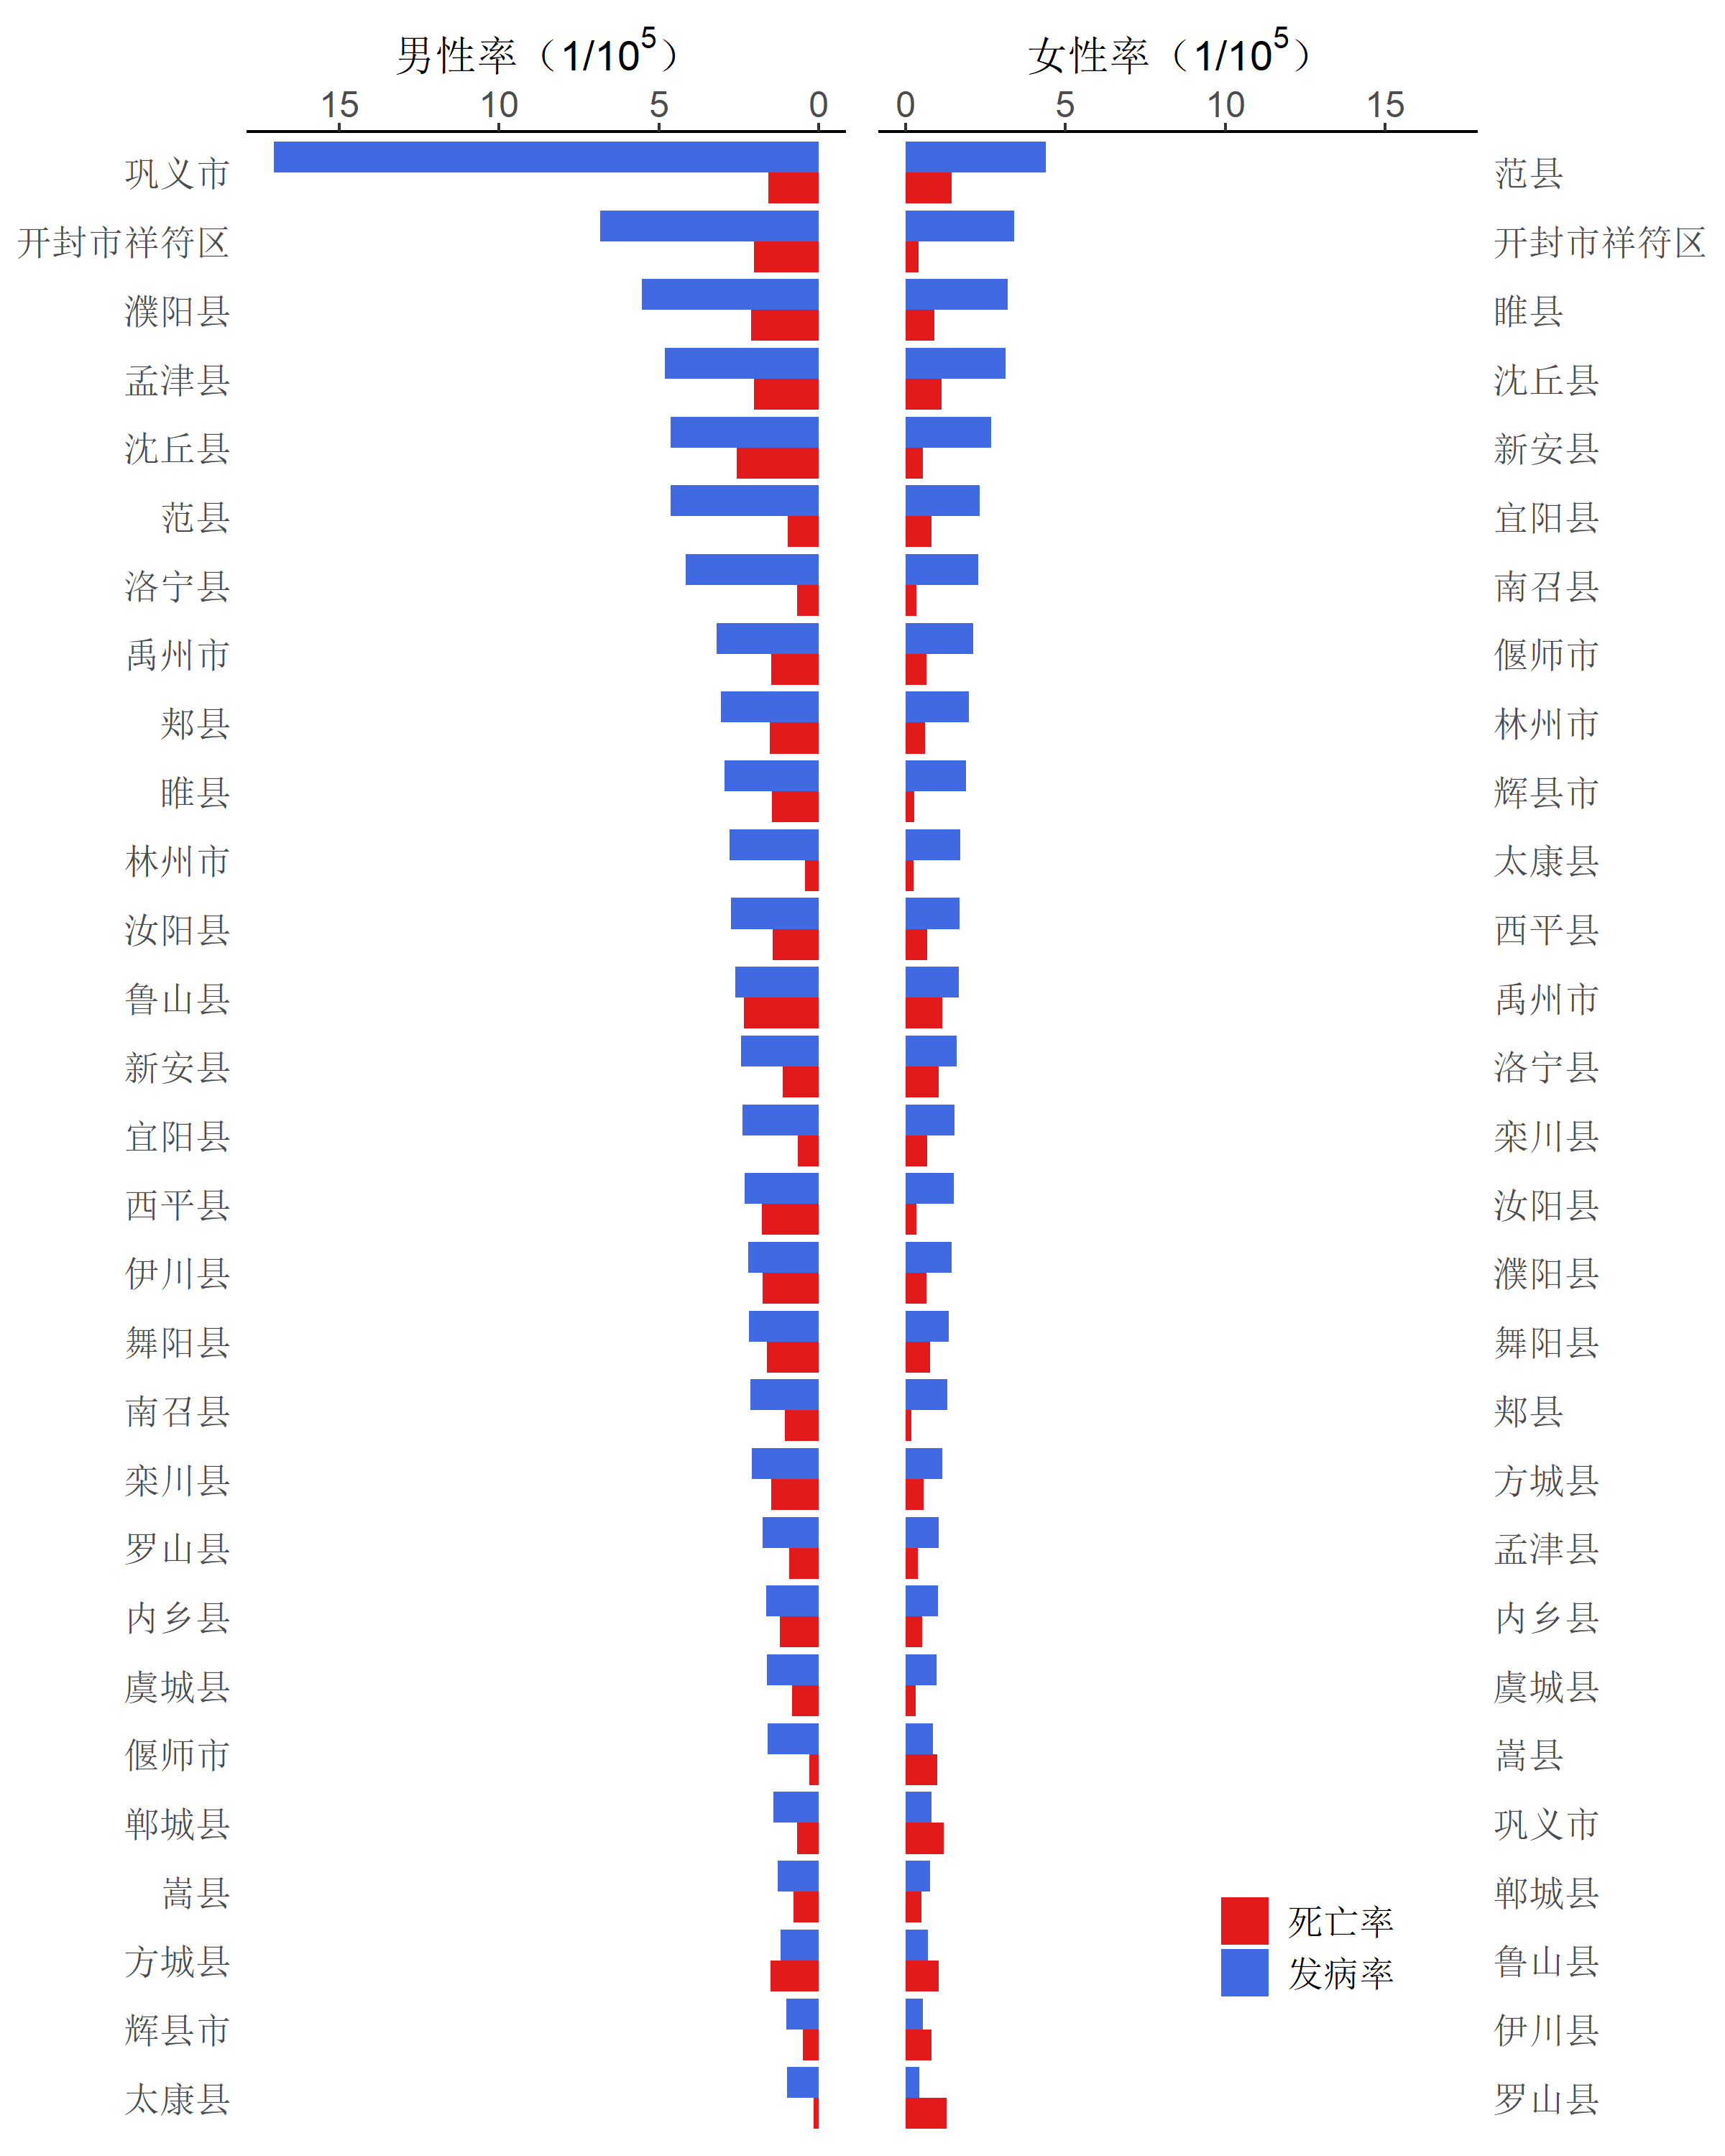 男性率（1/10⁵） 女性率（1/10⁵）
15 10 5 0 0 5 10 15
巩义市 范县
开封市祥符区 开封市祥符区
濮阳县 睢县
孟津县 沈丘县
沈丘县 新安县
范县 宜阳县
洛宁县 南召县
禹州市 偃师市
郏县 林州市
睢县 辉县市
林州市 太康县
汝阳县 西平县
鲁山县 禹州市
新安县 洛宁县
宜阳县 栾川县
西平县 汝阳县
伊川县 濮阳县
舞阳县 舞阳县
南召县 郏县
栾川县 方城县
罗山县 孟津县
内乡县 内乡县
虞城县 虞城县
偃师市 嵩县
郸城县 巩义市
嵩县 郸城县
死亡率
方城县 鲁山县
发病率
辉县市 伊川县
太康县 罗山县